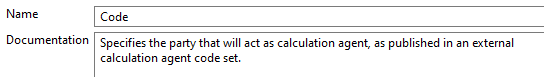 Name
Code
Documentation
Specifies the party that will act as calculation agent, as published in an external
calculation agent code set.